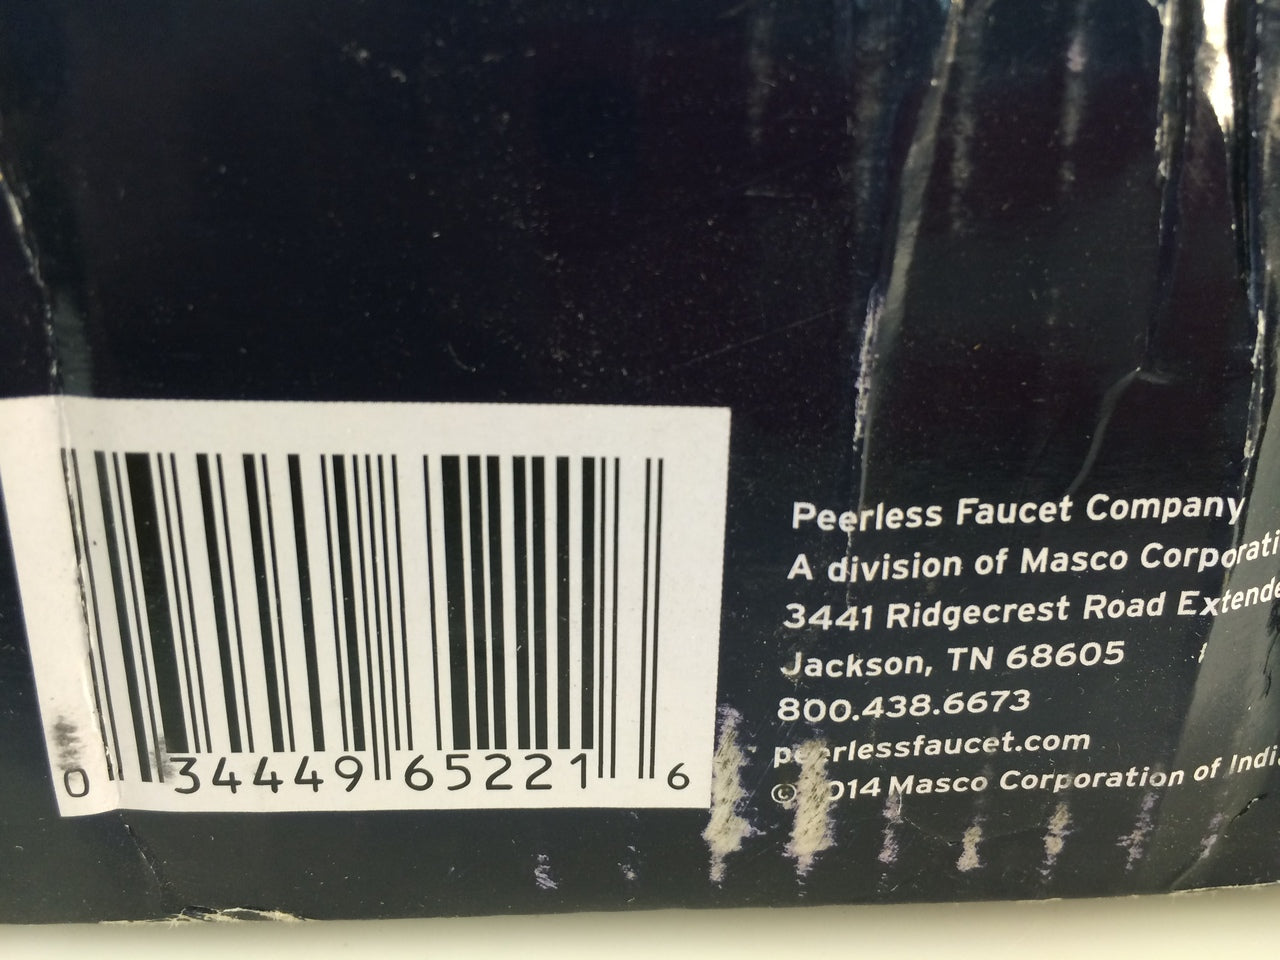 0 34449 65221 6
Peerless Faucet Company
A division of Masco Corporati
3441 Ridgecrest Road Extende
Jackson, TN 68605
800.438.6673
peerlessfaucet.com
© 2014 Masco Corporation of Indi